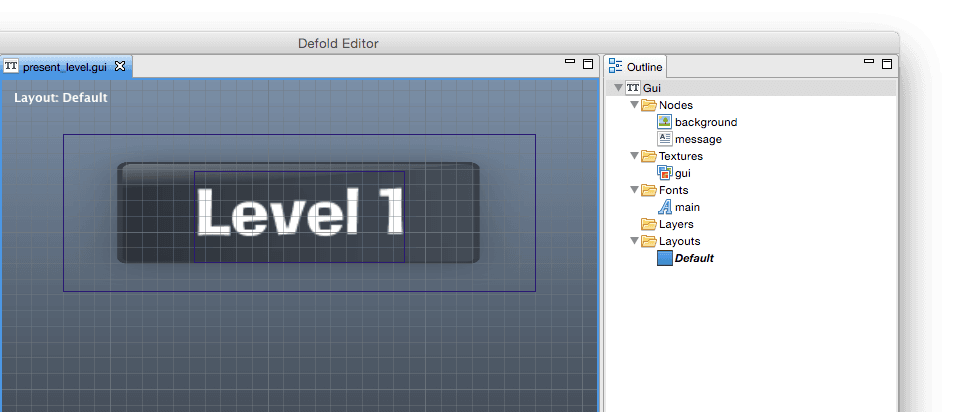 Defold Editor
present_level.gui
Outline
Layout: Default
Level 1
Gui
Nodes
background
message
Textures
gui
Fonts
main
Layers
Layouts
Default